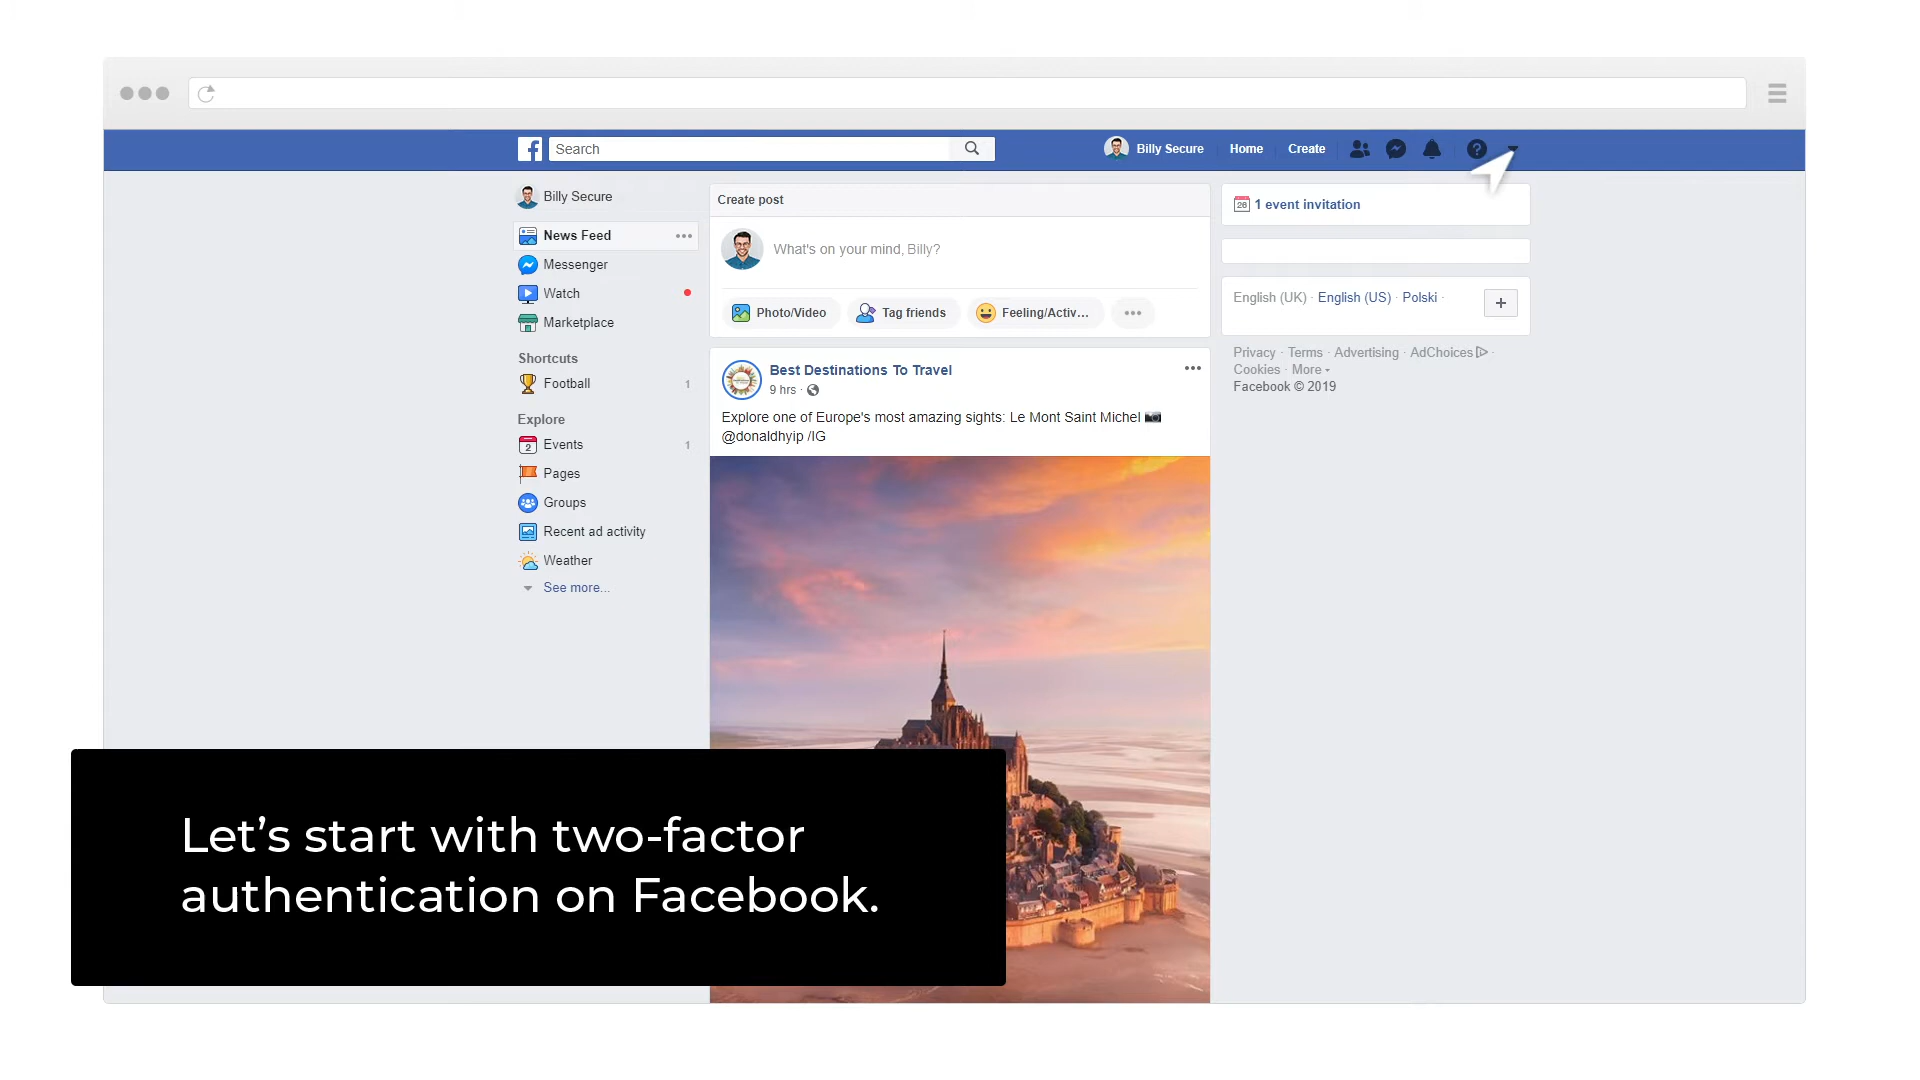 Search
Billy Secure
Home
Create
Billy Secure
News Feed
Messenger
Watch
Marketplace
Shortcuts
Football 1
Explore
2 Events 1
Pages
Groups
Recent ad activity
Weather
See more...
Create post
What's on your mind, Billy?
Photo/Video
Tag friends
Feeling/Activ...
Best Destinations To Travel
9 hrs ·
Explore one of Europe's most amazing sights: Le Mont Saint Michel 📷
@donaldhyip /IG
26 1 event invitation
English (UK) · English (US) · Polski ·
Privacy · Terms · Advertising · AdChoices ·
Cookies · More
Facebook © 2019
Let’s start with two-factor
authentication on Facebook.